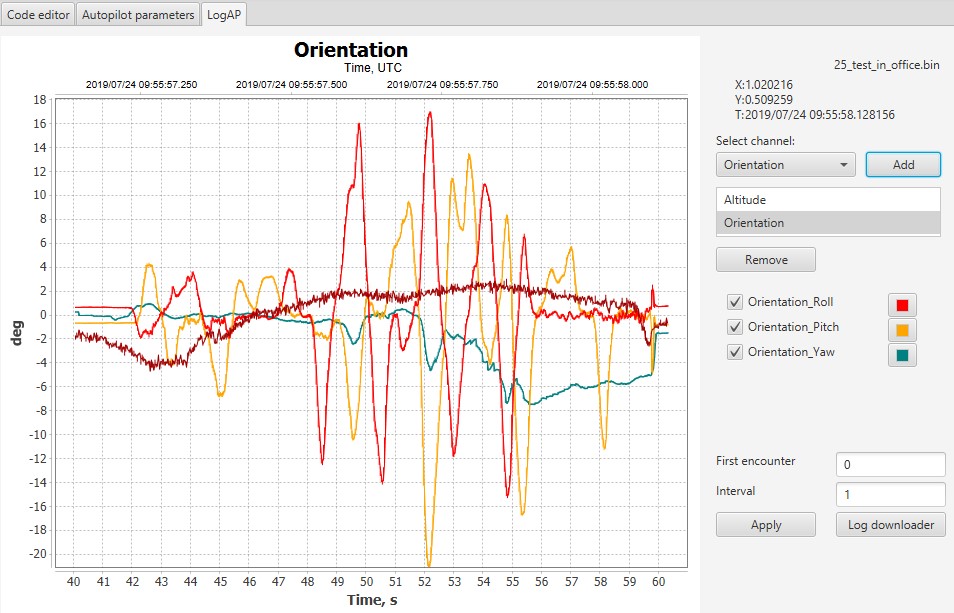 Code editor Autopilot parameters LogAP
Orientation
Time, UTC
2019/07/24 09:55:57.250 2019/07/24 09:55:57.500 2019/07/24 09:55:57.750 2019/07/24 09:55:58.000
18
16
14
12
10
8
6
4
2
0
-2
-4
-6
-8
-10
-12
-14
-16
-18
-20
deg
40 41 42 43 44 45 46 47 48 49 50 51 52 53 54 55 56 57 58 59 60
Time, s
25_test_in_office.bin
X:1.020216
Y:0.509259
T:2019/07/24 09:55:58.128156
Select channel:
Orientation Add
Altitude
Orientation
Remove
Orientation_Roll
Orientation_Pitch
Orientation_Yaw
First encounter 0
Interval 1
Apply Log downloader